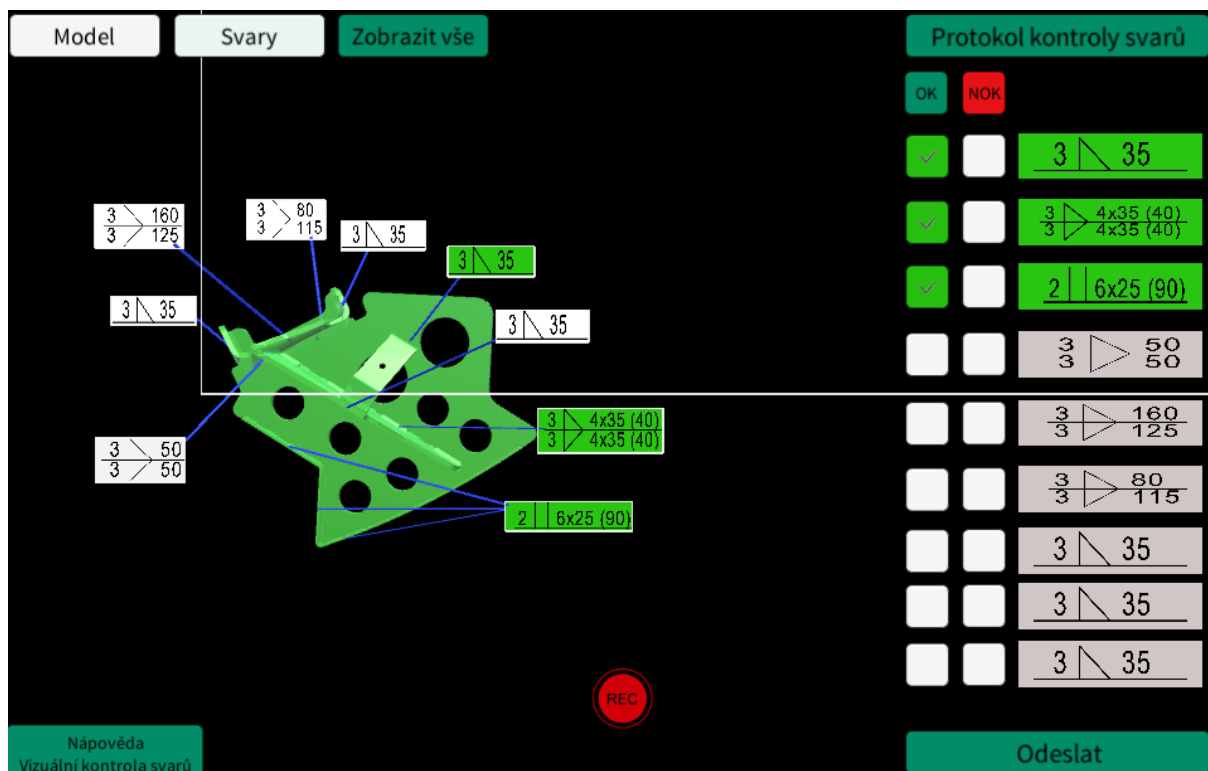 Model
Svary
Zobrazit vše
Protokol kontroly svarů
OK
NOK
3 35
3 4x35 (40)
3 4x35 (40)
2 6x25 (90)
3 50
3 50
3 160
3 125
3 80
3 115
3 35
3 35
3 35
3 160
3 125
3 80
3 115
3 35
3 35
3 35
3 35
3 4x35 (40)
3 4x35 (40)
3 50
3 50
2 6x25 (90)
REC
Nápověda
Vizuální kontrola svarů
Odeslat